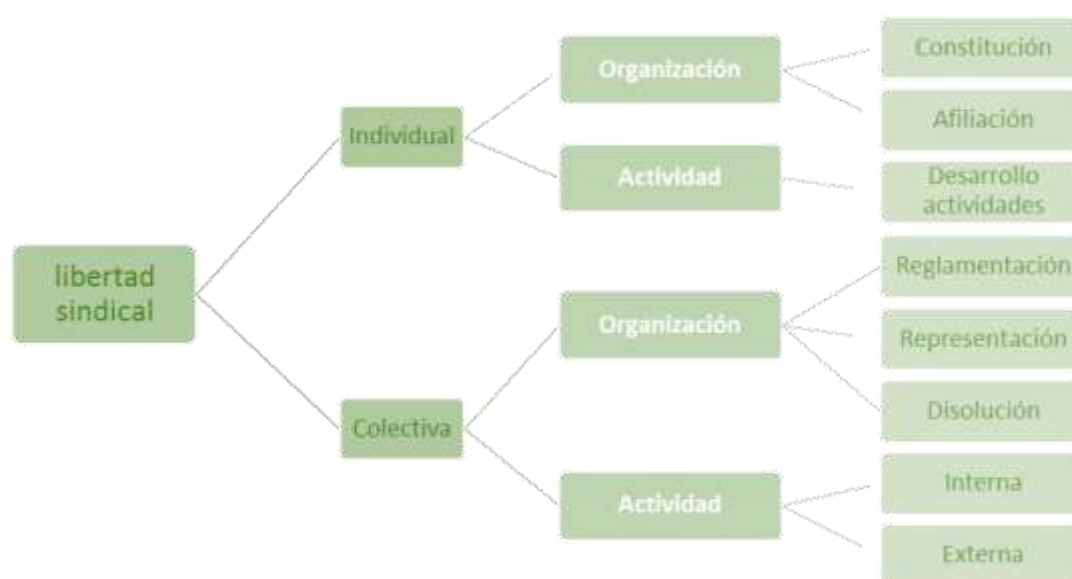 libertad
sindical
Individual
Organización
Constitución
Afiliación
Actividad
Desarrollo
actividades
Colectiva
Organización
Reglamentación
Representación
Disolución
Actividad
Interna
Externa